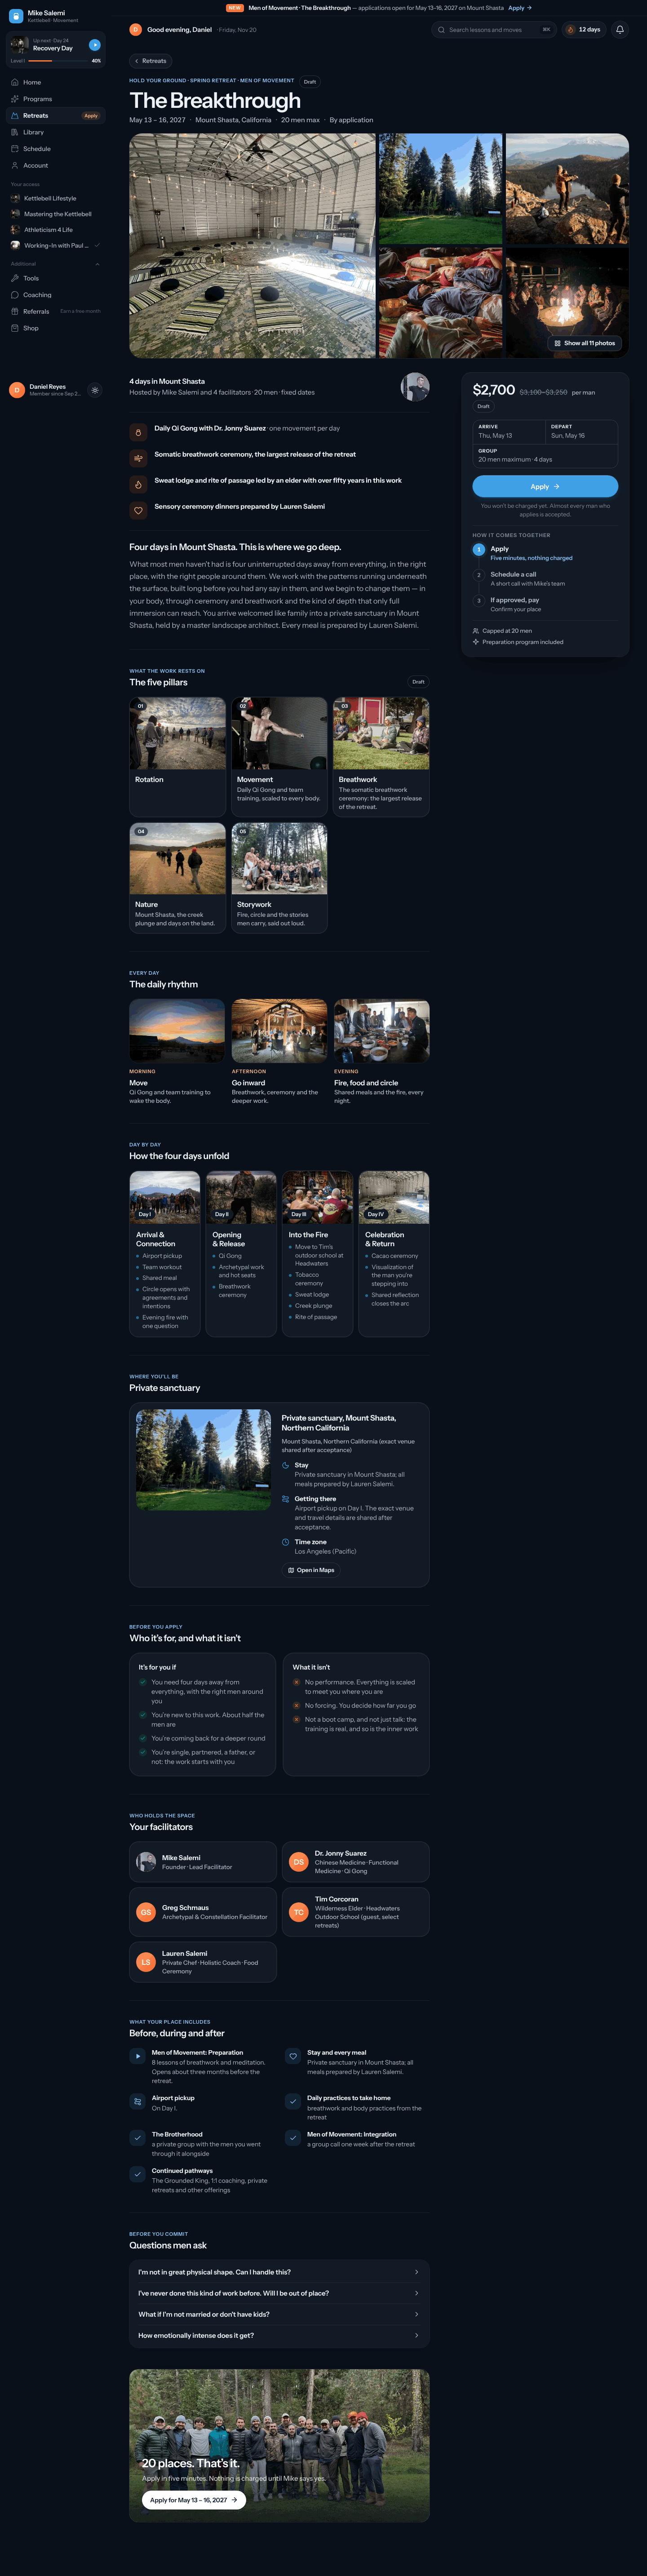 NEW Men of Movement · The Breakthrough — applications open for May 13–16, 2027 on Mount Shasta Apply →
Mike Salemi
Kettlebell · Movement
Up next · Day 24
Recovery Day
Level I 40%
Home
Programs
Retreats Apply
Library
Schedule
Account
Your access
Kettlebell Lifestyle
Mastering the Kettlebell
Athleticism 4 Life
Working-In with Paul ...
Additional
Tools
Coaching
Referrals Earn a free month
Shop
D Daniel Reyes
Member since Sep 2...
D Good evening, Daniel · Friday, Nov 20
Search lessons and moves ⌘K
12 days
Retreats
HOLD YOUR GROUND · SPRING RETREAT · MEN OF MOVEMENT Draft
The Breakthrough
May 13 – 16, 2027 · Mount Shasta, California · 20 men max · By application
Show all 11 photos
4 days in Mount Shasta
Hosted by Mike Salemi and 4 facilitators · 20 men · fixed dates
Daily Qi Gong with Dr. Jonny Suarez · one movement per day
Somatic breathwork ceremony, the largest release of the retreat
Sweat lodge and rite of passage led by an elder with over fifty years in this work
Sensory ceremony dinners prepared by Lauren Salemi
$2,700 $3,100–$3,250 per man
Draft
ARRIVE
Thu, May 13
DEPART
Sun, May 16
GROUP
20 men maximum · 4 days
Apply →
You won't be charged yet. Almost every man who
applies is accepted.
HOW IT COMES TOGETHER
1 Apply
Five minutes, nothing charged
2 Schedule a call
A short call with Mike's team
3 If approved, pay
Confirm your place
Capped at 20 men
Preparation program included
Four days in Mount Shasta. This is where we go deep.
What most men haven't had is four uninterrupted days away from everything, in the right
place, with the right people around them. We work with the patterns running underneath
the surface, built long before you had any say in them, and we begin to change them — in
your body, through ceremony and breathwork and the kind of depth that only full
immersion can reach. You arrive welcomed like family into a private sanctuary in Mount
Shasta, held by a master landscape architect. Every meal is prepared by Lauren Salemi.
WHAT THE WORK RESTS ON
The five pillars
Draft
01
Rotation
02
Movement
Daily Qi Gong and team
training, scaled to every body.
03
Breathwork
The somatic breathwork
ceremony: the largest release
of the retreat.
04
Nature
Mount Shasta, the creek
plunge and days on the land.
05
Storywork
Fire, circle and the stories
men carry, said out loud.
EVERY DAY
The daily rhythm
MORNING
Move
Qi Gong and team training to
wake the body.
AFTERNOON
Go inward
Breathwork, ceremony and the
deeper work.
EVENING
Fire, food and circle
Shared meals and the fire, every
night.
DAY BY DAY
How the four days unfold
Day I
Arrival &
Connection
Airport pickup
Team workout
Shared meal
Circle opens with
agreements and
intentions
Evening fire with
one question
Day II
Opening
& Release
Qi Gong
Archetypal work
and hot seats
Breathwork
ceremony
Day III
Into the Fire
Move to Tim's
outdoor school at
Headwaters
Tobacco
ceremony
Sweat lodge
Creek plunge
Rite of passage
Day IV
Celebration
& Return
Cacao ceremony
Visualization of
the man you're
stepping into
Shared reflection
closes the arc
WHERE YOU'LL BE
Private sanctuary
Private sanctuary, Mount Shasta,
Northern California
Mount Shasta, Northern California (exact venue
shared after acceptance)
Stay
Private sanctuary in Mount Shasta; all
meals prepared by Lauren Salemi.
Getting there
Airport pickup on Day I. The exact venue
and travel details are shared after
acceptance.
Time zone
Los Angeles (Pacific)
Open in Maps
BEFORE YOU APPLY
Who it's for, and what it isn't
It's for you if
You need four days away from
everything, with the right men around
you
You're new to this work. About half the
men are
You're coming back for a deeper round
You're single, partnered, a father, or
not: the work starts with you
What it isn't
No performance. Everything is scaled
to meet you where you are
No forcing. You decide how far you go
Not a boot camp, and not just talk: the
training is real, and so is the inner work
WHO HOLDS THE SPACE
Your facilitators
Mike Salemi
Founder · Lead Facilitator
DS Dr. Jonny Suarez
Chinese Medicine · Functional
Medicine · Qi Gong
GS Greg Schmaus
Archetypal & Constellation Facilitator
TC Tim Corcoran
Wilderness Elder · Headwaters
Outdoor School (guest, select
retreats)
LS Lauren Salemi
Private Chef · Holistic Coach · Food
Ceremony
WHAT YOUR PLACE INCLUDES
Before, during and after
Men of Movement: Preparation
8 lessons of breathwork and meditation.
Opens about three months before the
retreat.
Stay and every meal
Private sanctuary in Mount Shasta; all
meals prepared by Lauren Salemi.
Airport pickup
On Day I.
Daily practices to take home
breathwork and body practices from the
retreat
The Brotherhood
a private group with the men you went
through it alongside
Men of Movement: Integration
a group call one week after the retreat
Continued pathways
The Grounded King, 1:1 coaching, private
retreats and other offerings
BEFORE YOU COMMIT
Questions men ask
I'm not in great physical shape. Can I handle this?
I've never done this kind of work before. Will I be out of place?
What if I'm not married or don't have kids?
How emotionally intense does it get?
20 places. That's it.
Apply in five minutes. Nothing is charged until Mike says yes.
Apply for May 13 – 16, 2027 →